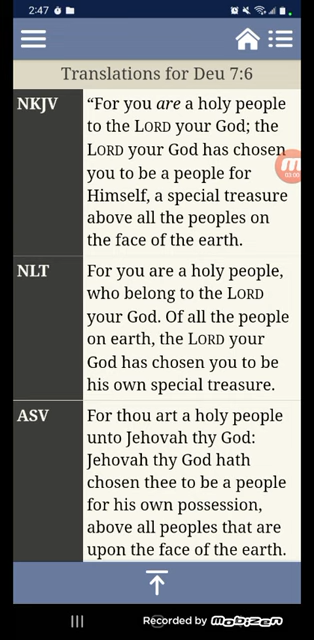 2:47
Translations for Deu 7:6
NKJV
“For you are a holy people
to the LORD your God; the
LORD your God has chosen
you to be a people for
Himself, a special treasure
above all the peoples on
the face of the earth.
NLT
For you are a holy people,
who belong to the LORD
your God. Of all the people
on earth, the LORD your
God has chosen you to be
his own special treasure.
ASV
For thou art a holy people
unto Jehovah thy God:
Jehovah thy God hath
chosen thee to be a people
for his own possession,
above all peoples that are
upon the face of the earth.
Recorded by mobizen